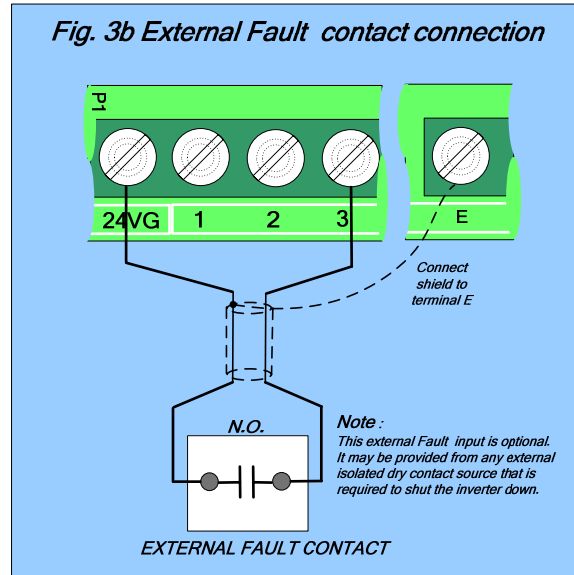 Fig. 3b External Fault contact connection
P1
24VG 1 2 3 E
Connect
shield to
terminal E
N.O.
Note :
This external Fault input is optional.
It may be provided from any external
isolated dry contact source that is
required to shut the inverter down.
EXTERNAL FAULT CONTACT